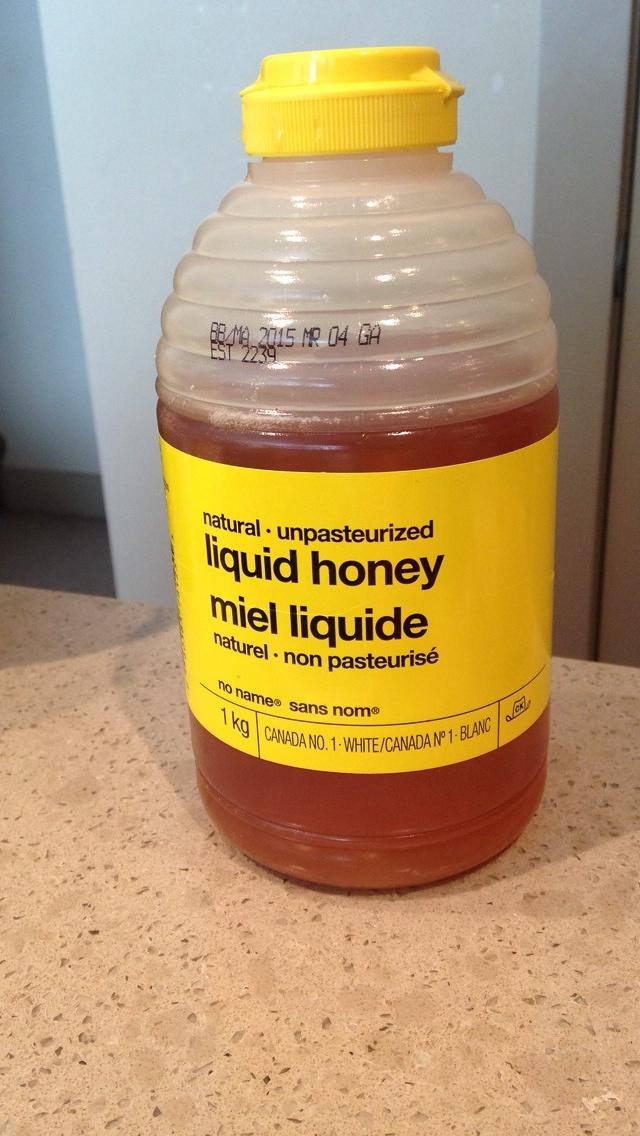 BB/MA 2015 MR 04 GA
EST 2239
natural · unpasteurized
liquid honey
miel liquide
naturel · non pasteurisé
no name® sans nom®
1 kg
CANADA NO. 1 · WHITE/CANADA Nº 1 · BLANC
CK